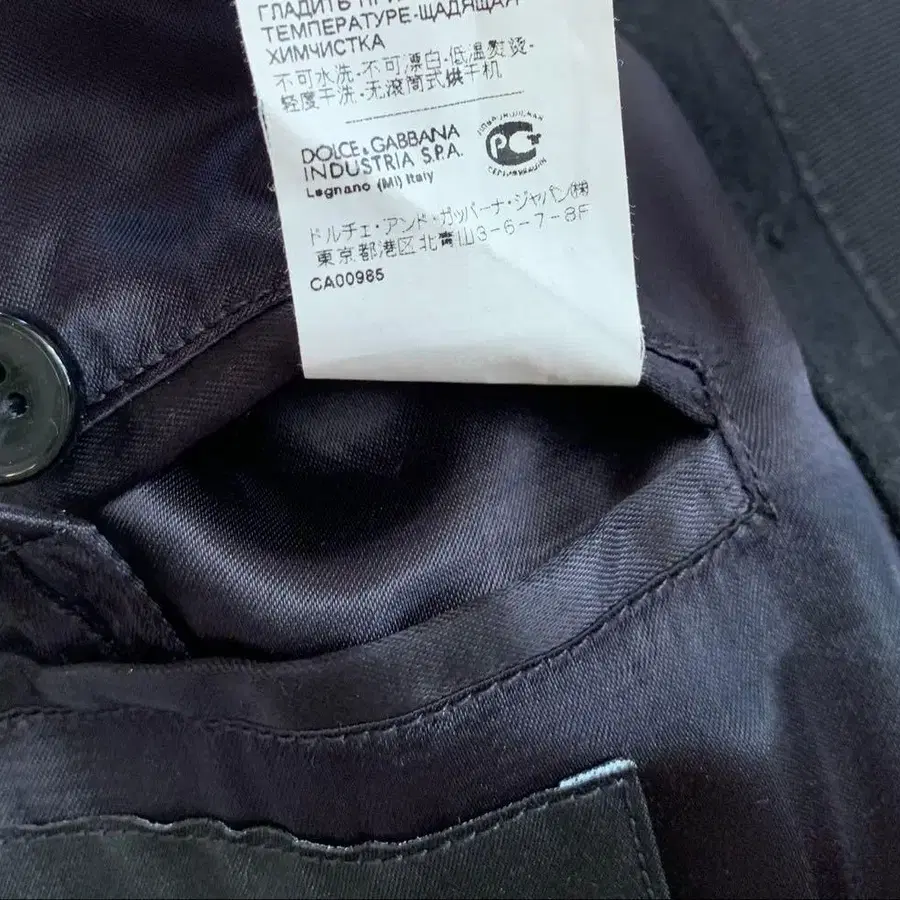 ГЛАДИТЬ ПРИ
ТЕМПЕРАТУРЕ-ЩАДЯЩАЯ
ХИМЧИСТКА
不可水洗-不可漂白-低温熨烫-
轻度干洗-无滚筒式烘干机
DOLCE & GABBANA
INDUSTRIA S.P.A.
Legnano (MI) Italy
РСТ
ドルチェ・アンド・ガッバーナ・ジャパン(株)
東京都港区北青山3-6-7-8F
CA00985